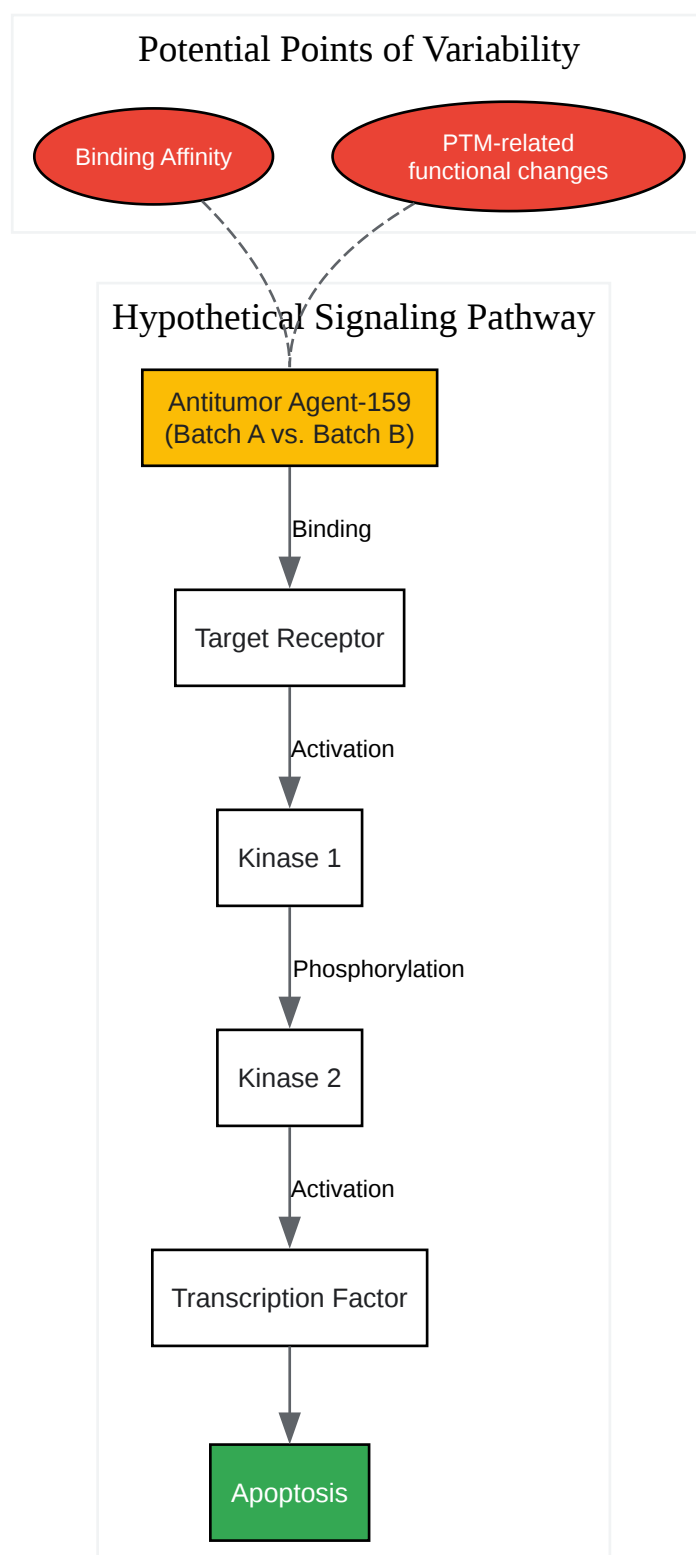 Potential Points of Variability
Binding Affinity
PTM-related
functional changes
Hypothetical Signaling Pathway
Antitumor Agent-159
(Batch A vs. Batch B)
Binding
Target Receptor
Activation
Kinase 1
Phosphorylation
Kinase 2
Activation
Transcription Factor
Apoptosis